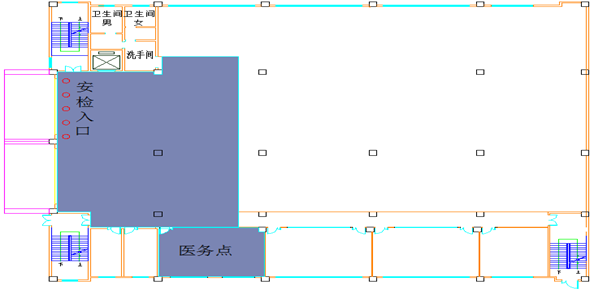 卫生间 卫生间
男 女
洗手间
安检入口
医务点
下 上
下 上
下 上